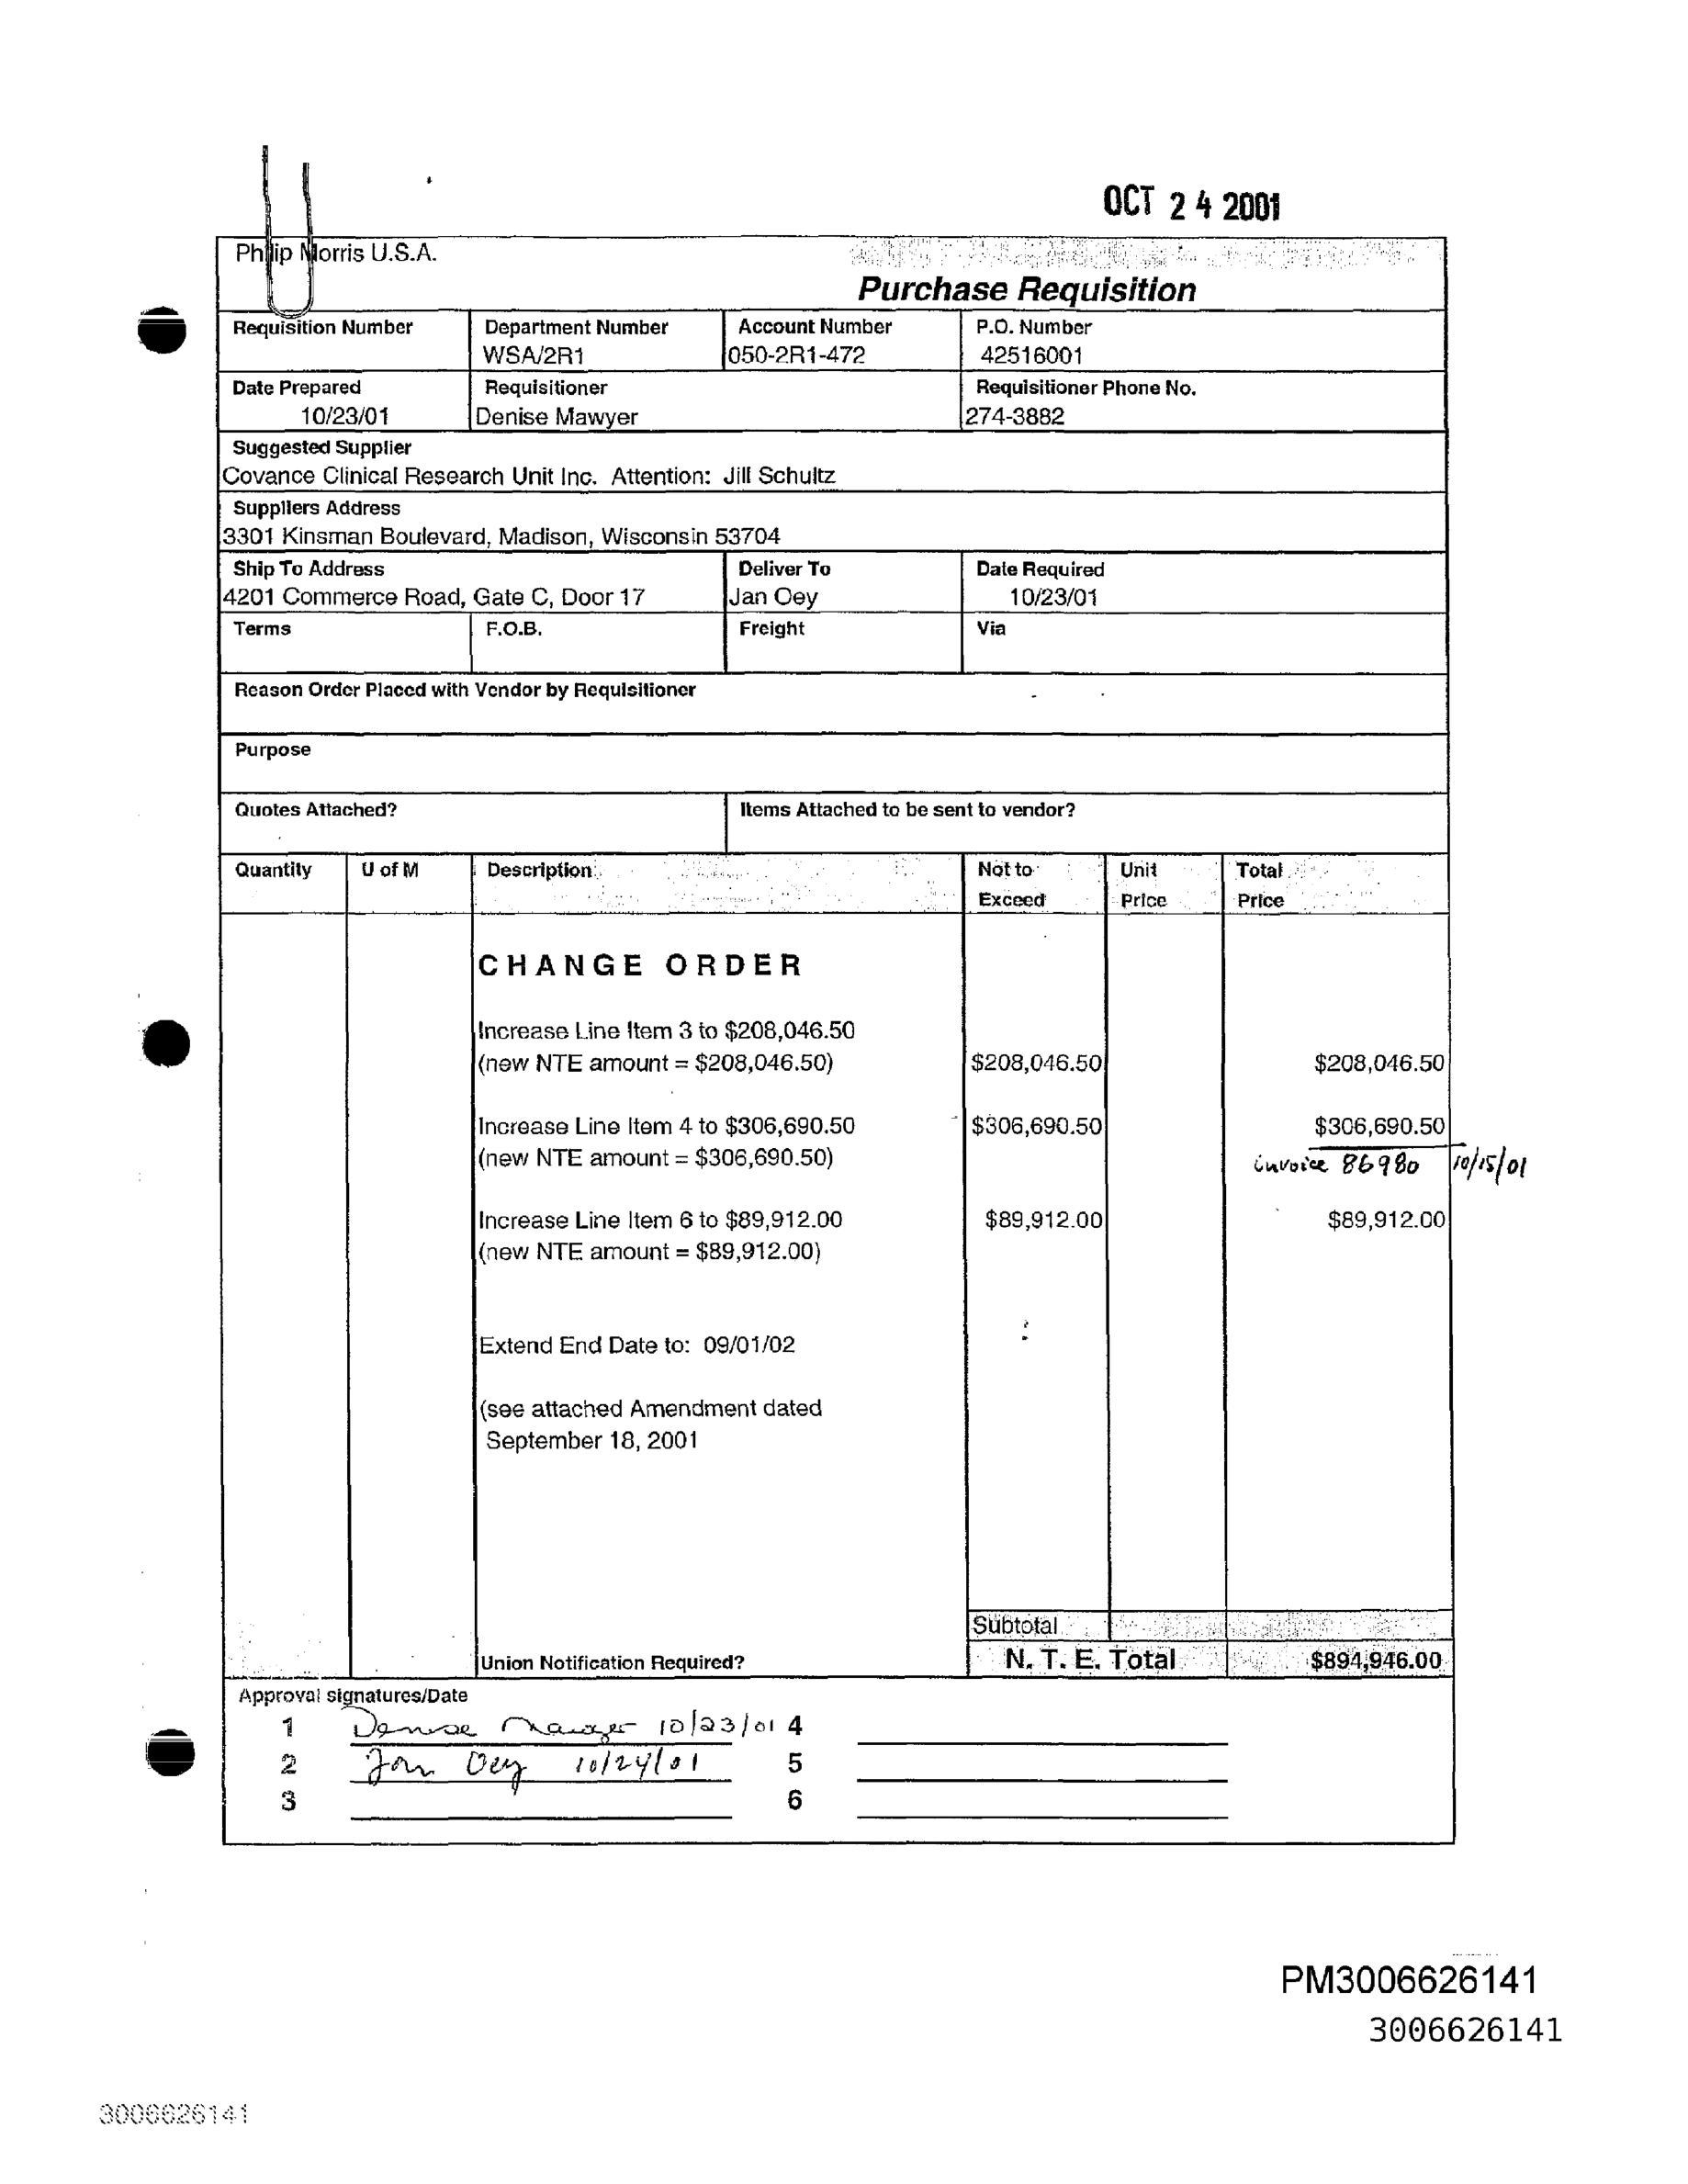 OCT 24 2001
Philip Morris U.S.A.
Purchase Requisition
Requisition Number Department Number Account Number P.O. Number
WSA/2R1 050-2R1-472 42516001
Date Prepared Requisitioner Requisitioner Phone No.
10/23/01 Denise Mawyer 274-3882
Suggested Supplier
Covance Clinical Research Unit Inc. Attention: Jill Schultz
Suppliers Address
3301 Kinsman Boulevard, Madison, Wisconsin 53704
Ship To Address Deliver To Date Required
4201 Commerce Road, Gate C, Door 17 Jan Oey 10/23/01
Terms F.O.B. Freight Via
Reason Order Placed with Vendor by Requisitioner
Purpose
Quotes Attached? Items Attached to be sent to vendor?
Quantity U of M Description Not to Unit Total
Exceed Price Price
CHANGE ORDER
Increase Line Item 3 to $208,046.50
(new NTE amount = $208,046.50) $208,046.50 $208,046.50
Increase Line Item 4 to $306,690.50 $306,690.50 $306,690.50
(new NTE amount = $306,690.50) invoice 86980 10/15/01
Increase Line Item 6 to $89,912.00 $89,912.00 $89,912.00
(new NTE amount = $89,912.00)
Extend End Date to: 09/01/02
(see attached Amendment dated
September 18, 2001
Subtotal
Union Notification Required? N. T. E. Total $894,946.00
Approval signatures/Date
1 Denise Mawyer 10/23/01 4
2 Jan Oey 10/24/01 5
3 6
PM3006626141
3006626141
3006626141